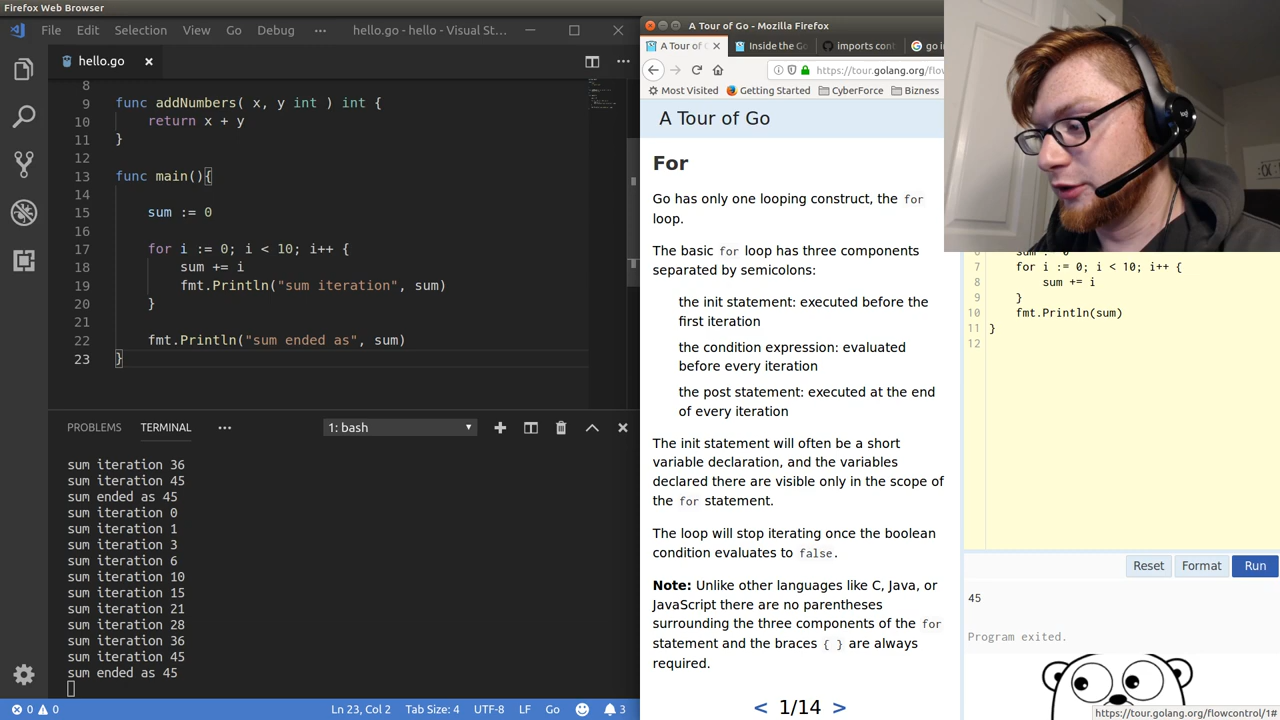 Firefox Web Browser
File Edit Selection View Go Debug ··· hello.go - hello - Visual St...
hello.go
8
9 func addNumbers( x, y int ) int {
10 return x + y
11 }
12
13 func main(){
14
15 sum := 0
16
17 for i := 0; i < 10; i++ {
18 sum += i
19 fmt.Println("sum iteration", sum)
20 }
21
22 fmt.Println("sum ended as", sum)
23 }
PROBLEMS TERMINAL ··· 1: bash
sum iteration 36
sum iteration 45
sum ended as 45
sum iteration 0
sum iteration 1
sum iteration 3
sum iteration 6
sum iteration 10
sum iteration 15
sum iteration 21
sum iteration 28
sum iteration 36
sum iteration 45
sum ended as 45
0 0 Ln 23, Col 2 Tab Size: 4 UTF-8 LF Go 3
A Tour of Go - Mozilla Firefox
A Tour of G Inside the Go imports cont go i
https://tour.golang.org/flow
Most Visited Getting Started CyberForce Bizness
A Tour of Go
For
Go has only one looping construct, the for
loop.
The basic for loop has three components
separated by semicolons:
the init statement: executed before the
first iteration
the condition expression: evaluated
before every iteration
the post statement: executed at the end
of every iteration
The init statement will often be a short
variable declaration, and the variables
declared there are visible only in the scope of
the for statement.
The loop will stop iterating once the boolean
condition evaluates to false.
Note: Unlike other languages like C, Java, or
JavaScript there are no parentheses
surrounding the three components of the for
statement and the braces { } are always
required.
< 1/14 >
7 for i := 0; i < 10; i++ {
8 sum += i
9 }
10 fmt.Println(sum)
11 }
12
Reset Format Run
45
Program exited.
https://tour.golang.org/flowcontrol/1#